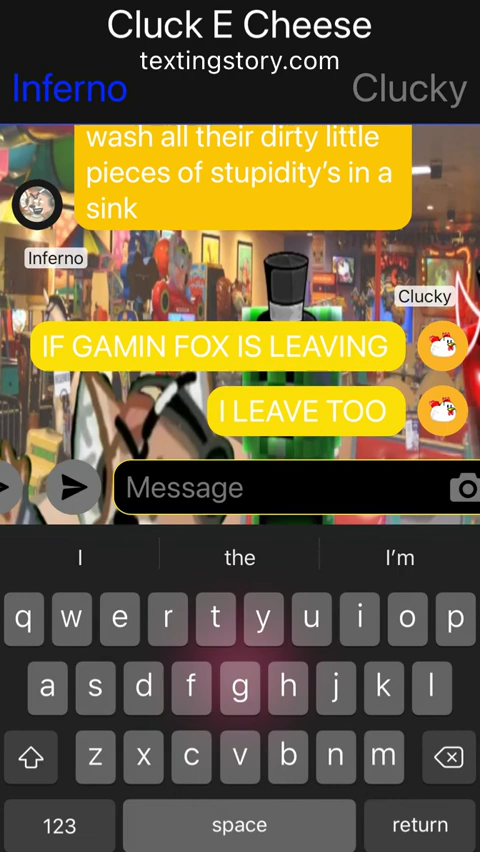 Cluck E Cheese
textingstory.com
Inferno
Clucky
wash all their dirty little
pieces of stupidity's in a
sink
Inferno
Clucky
IF GAMIN FOX IS LEAVING
I LEAVE TOO
Message
I the I'm
q w e r t y u i o p
a s d f g h j k l
z x c v b n m
123 space return